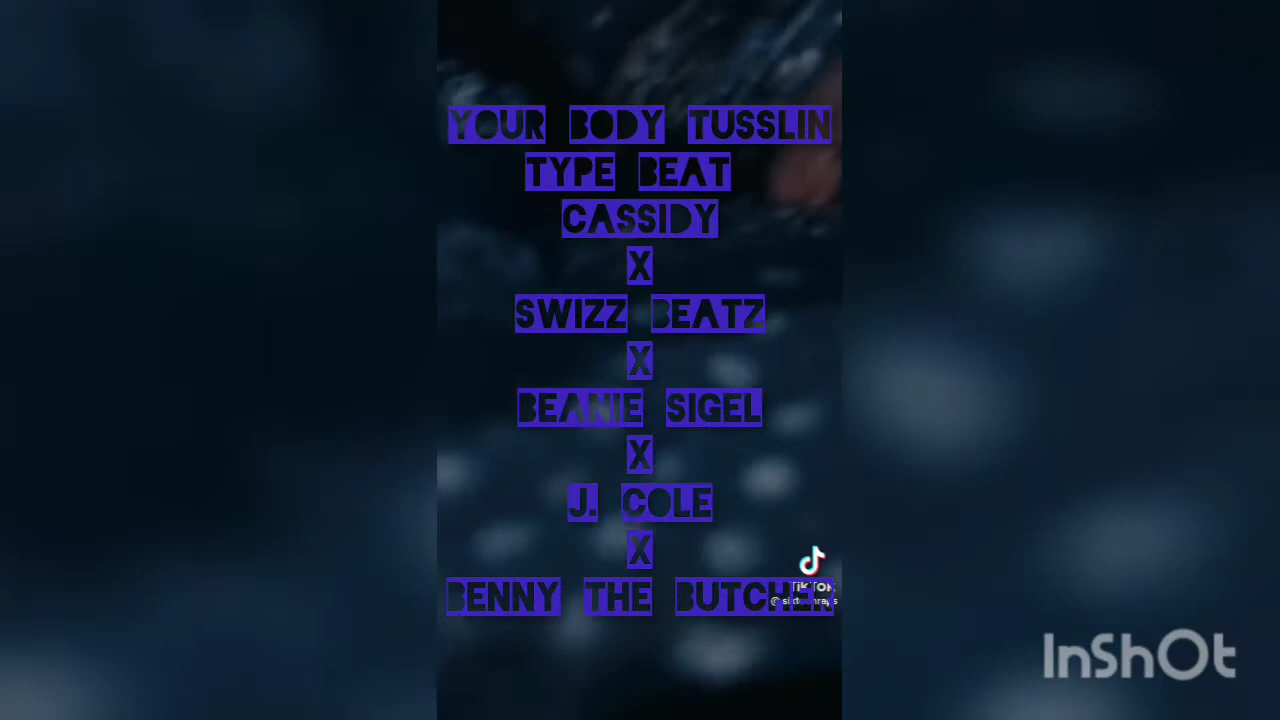 YOUR BODY TUSSLIN
TYPE BEAT
CASSIDY
X
SWIZZ BEATZ
X
BEANIE SIGEL
X
J. COLE
X
BENNY THE BUTCHER
TikTok
InShOt